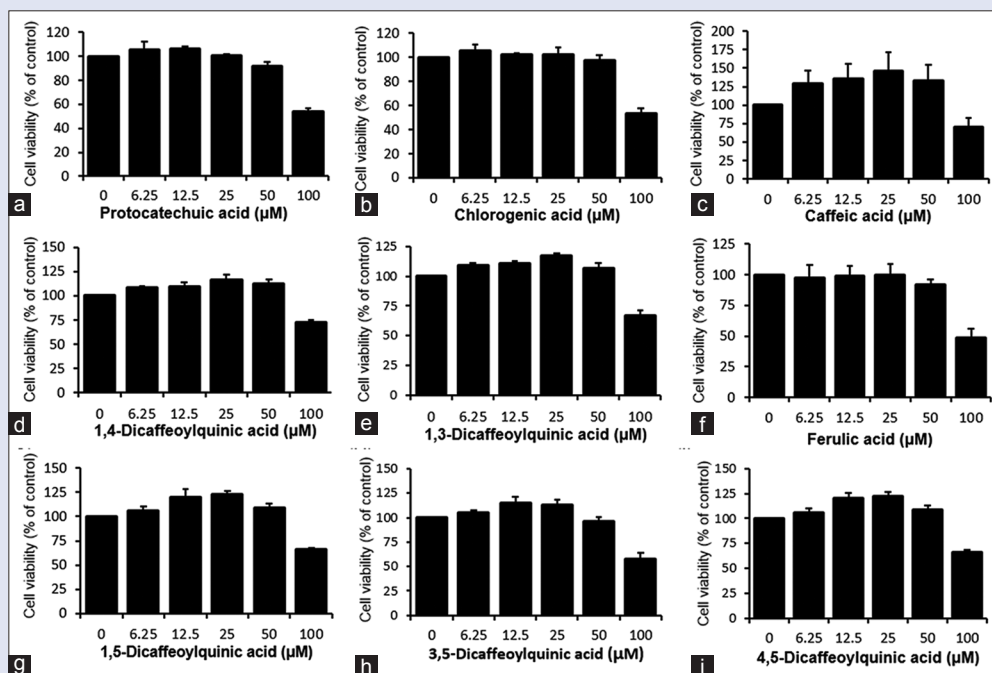 Cell viability (% of control)
120
100
80
60
40
20
0
0 6.25 12.5 25 50 100
a
Protocatechuic acid (µM)
Cell viability (% of control)
120
100
80
60
40
20
0
0 6.25 12.5 25 50 100
b
Chlorogenic acid (µM)
Cell viability (% of control)
200
175
150
125
100
75
50
25
0
0 6.25 12.5 25 50 100
c
Caffeic acid (µM)
Cell viability (% of control)
150
125
100
75
50
25
0
0 6.25 12.5 25 50 100
d
1,4-Dicaffeoylquinic acid (µM)
Cell viability (% of control)
125
100
75
50
25
0
0 6.25 12.5 25 50 100
e
1,3-Dicaffeoylquinic acid (µM)
Cell viability (% of control)
125
100
75
50
25
0
0 6.25 12.5 25 50 100
f
Ferulic acid (µM)
Cell viability (% of control)
150
125
100
75
50
25
0
0 6.25 12.5 25 50 100
g
1,5-Dicaffeoylquinic acid (µM)
Cell viability (% of control)
150
125
100
75
50
25
0
0 6.25 12.5 25 50 100
h
3,5-Dicaffeoylquinic acid (µM)
Cell viability (% of control)
150
125
100
75
50
25
0
0 6.25 12.5 25 50 100
i
4,5-Dicaffeoylquinic acid (µM)